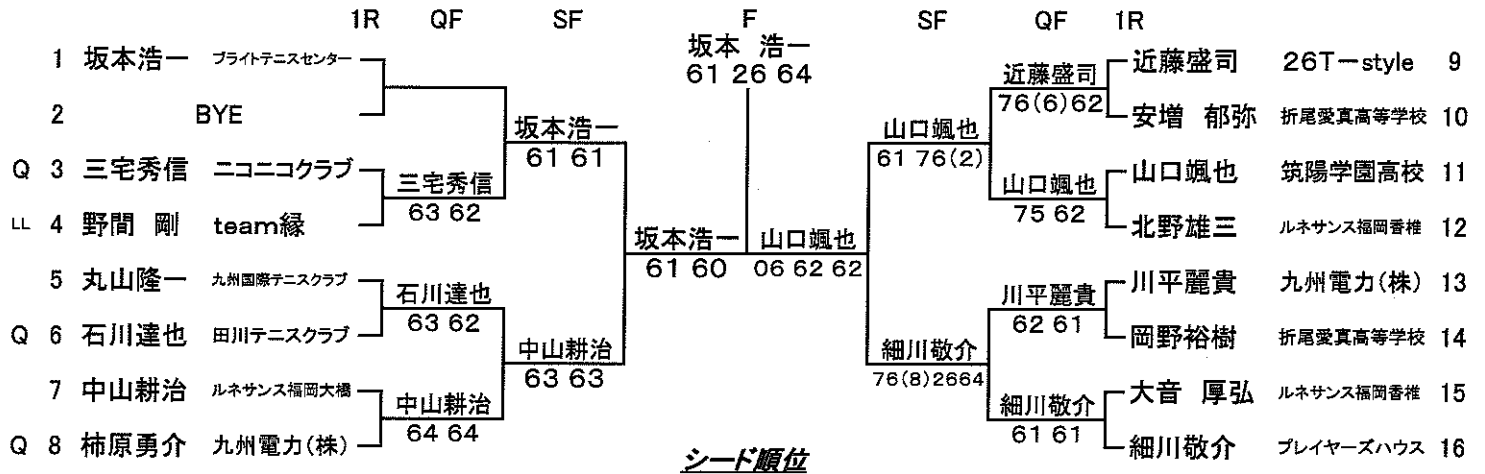 1R QF SF F SF QF 1R
坂本 浩一
61 26 64
1 坂本浩一 ブライトテニスセンター
2 BYE
坂本浩一
61 61
Q 3 三宅秀信 ニコニコクラブ
三宅秀信
63 62
LL 4 野間 剛 team縁
坂本浩一
61 60
5 丸山隆一 九州国際テニスクラブ
石川達也
63 62
Q 6 石川達也 田川テニスクラブ
中山耕治
63 63
7 中山耕治 ルネサンス福岡大橋
中山耕治
64 64
Q 8 柿原勇介 九州電力(株)
近藤盛司 26T-style 9
近藤盛司
76(6)62
安増 郁弥 折尾愛真高等学校 10
山口颯也
61 76(2)
山口颯也 筑陽学園高校 11
山口颯也
75 62
北野雄三 ルネサンス福岡香椎 12
山口颯也
06 62 62
川平麗貴 九州電力(株) 13
川平麗貴
62 61
岡野裕樹 折尾愛真高等学校 14
細川敬介
76(8)2664
大音 厚弘 ルネサンス福岡香椎 15
細川敬介
61 61
細川敬介 プレイヤーズハウス 16
シード順位